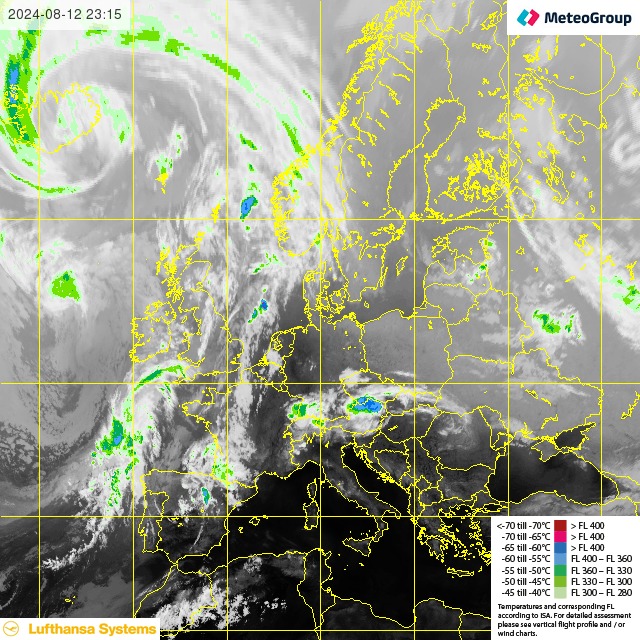 2024-08-12 23:15
MeteoGroup
<-70 till -70°C > FL 400
-70 till -65°C > FL 400
-65 till -60°C > FL 400
-60 till -55°C FL 400 – FL 360
-55 till -50°C FL 360 – FL 330
-50 till -45°C FL 330 – FL 300
-45 till -40°C FL 300 – FL 280
Temperatures and corresponding FL
according to ISA. For detailed assessment
please see vertical flight profile and / or
wind charts.
Lufthansa Systems